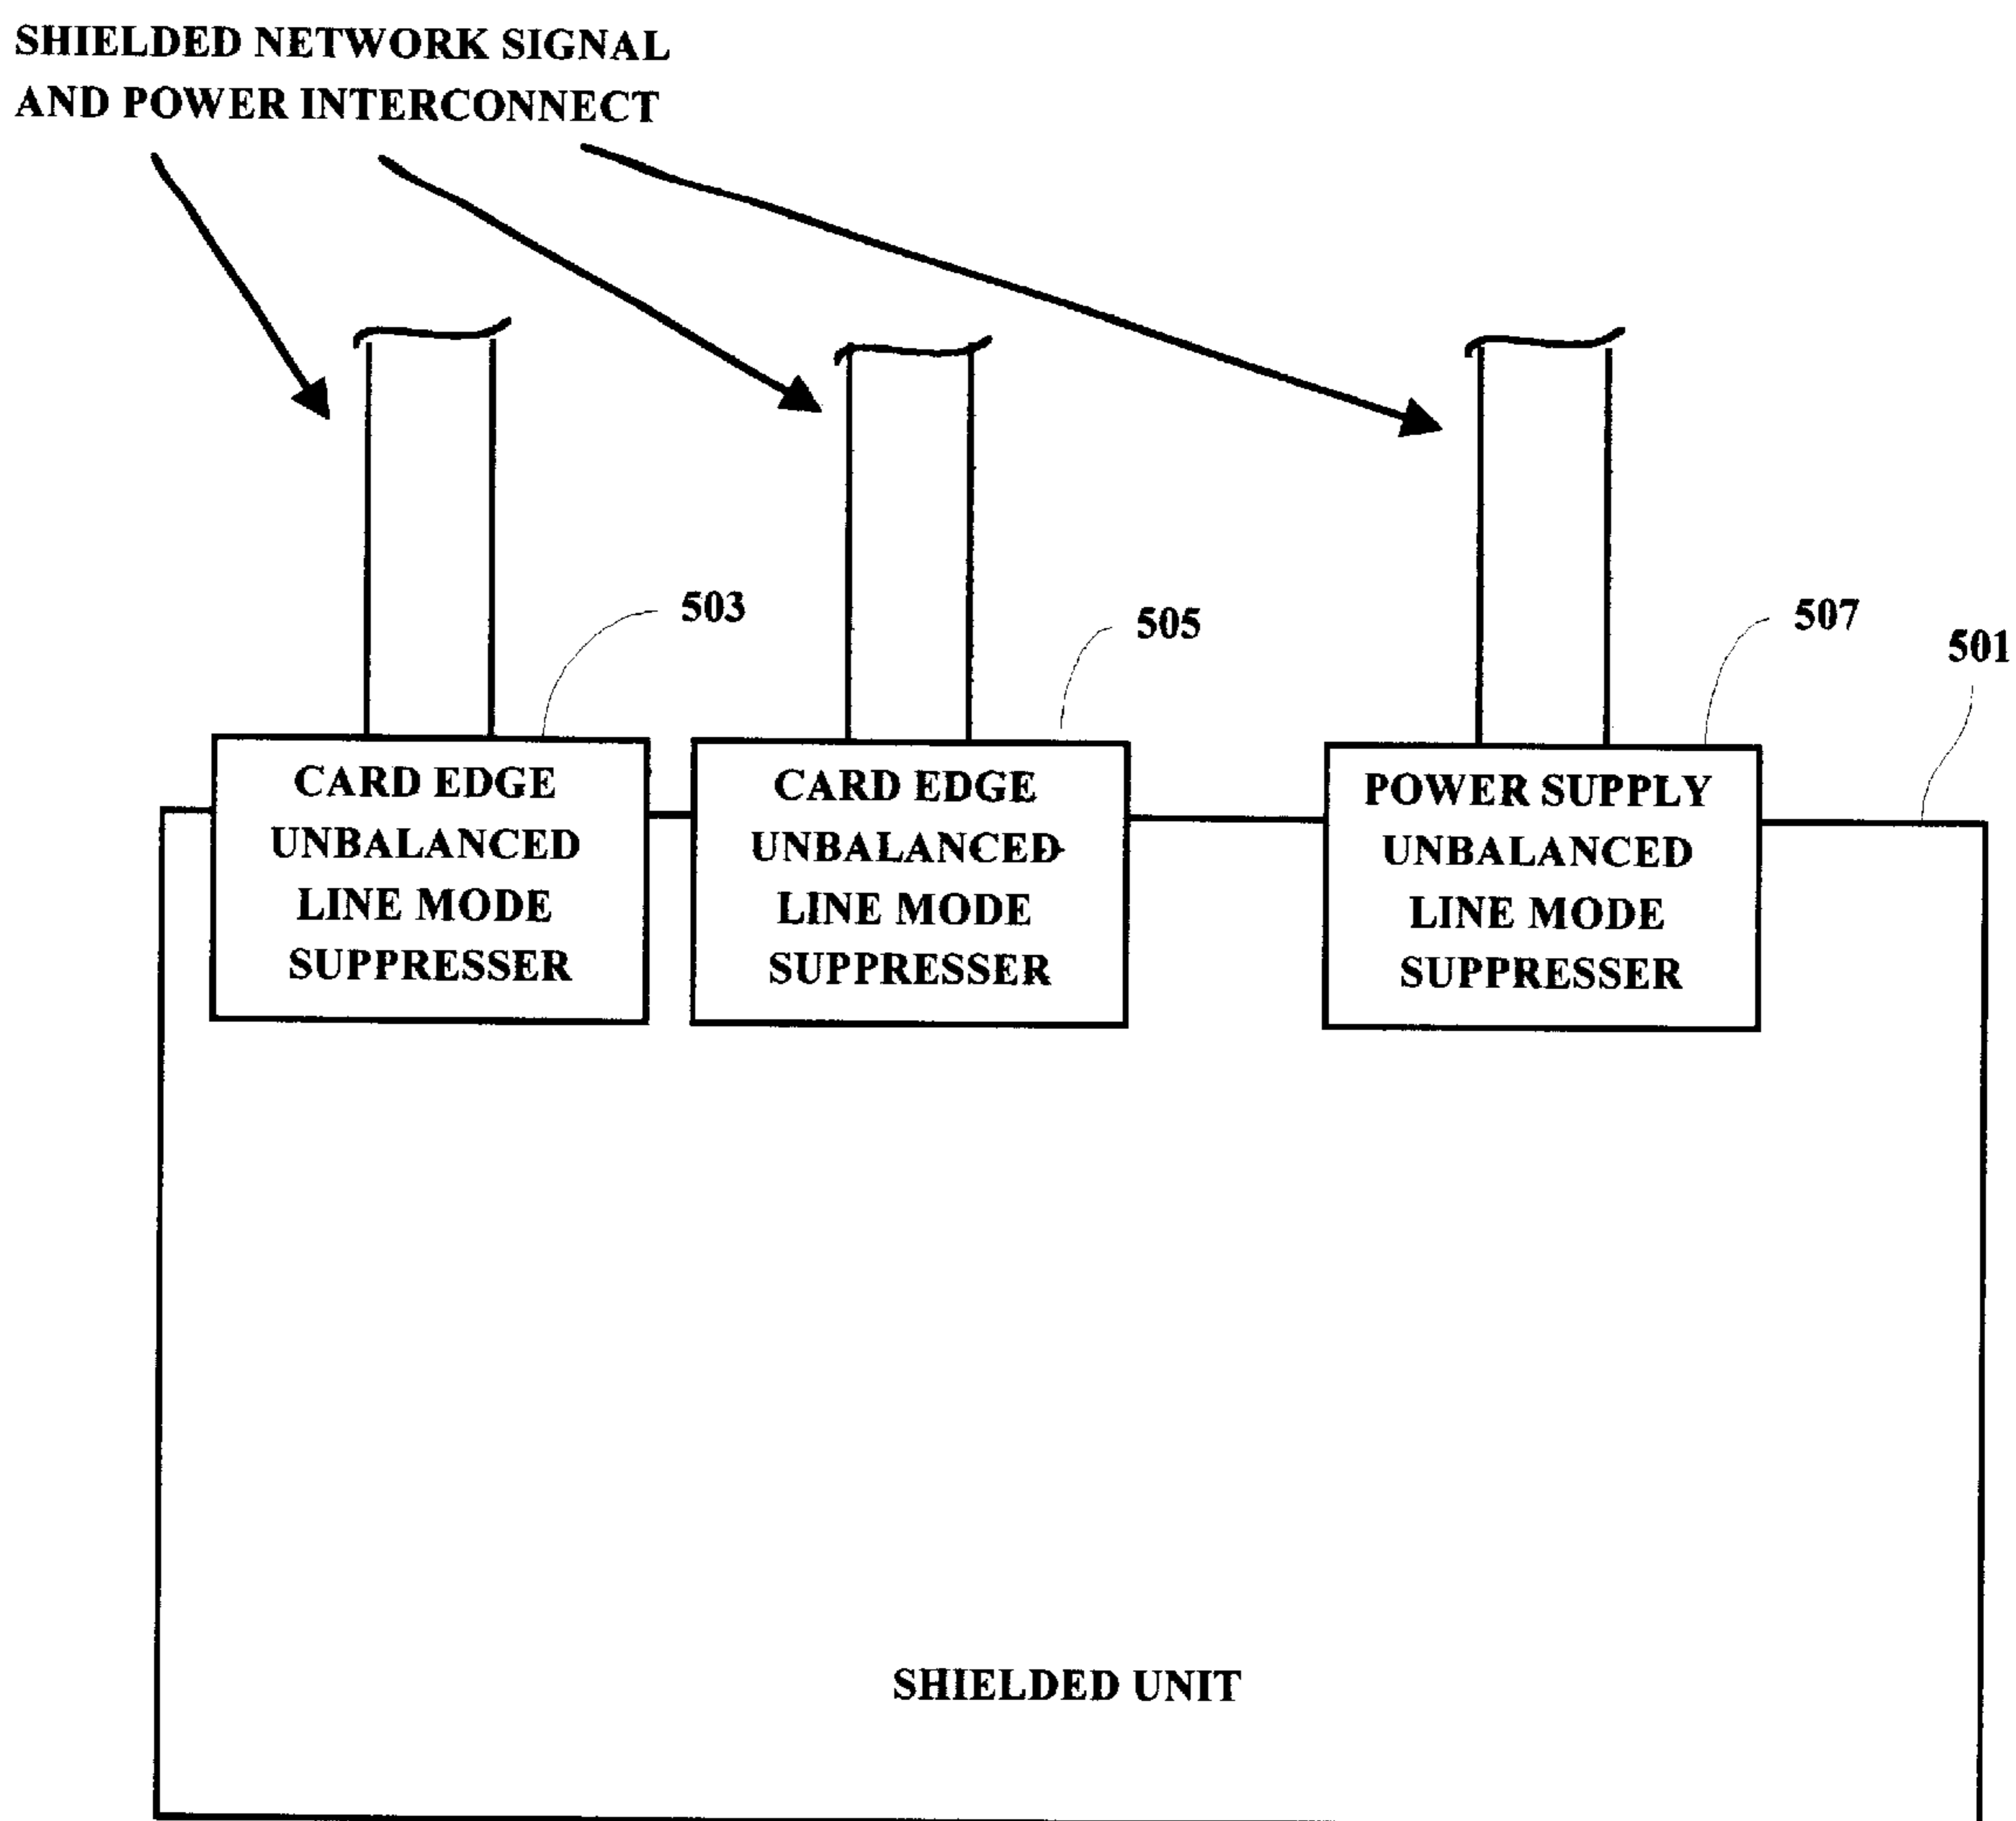 SHIELDED NETWORK SIGNAL
AND POWER INTERCONNECT
503
505
507
501
CARD EDGE
UNBALANCED
LINE MODE
SUPPRESSER
CARD EDGE
UNBALANCED
LINE MODE
SUPPRESSER
POWER SUPPLY
UNBALANCED
LINE MODE
SUPPRESSER
SHIELDED UNIT